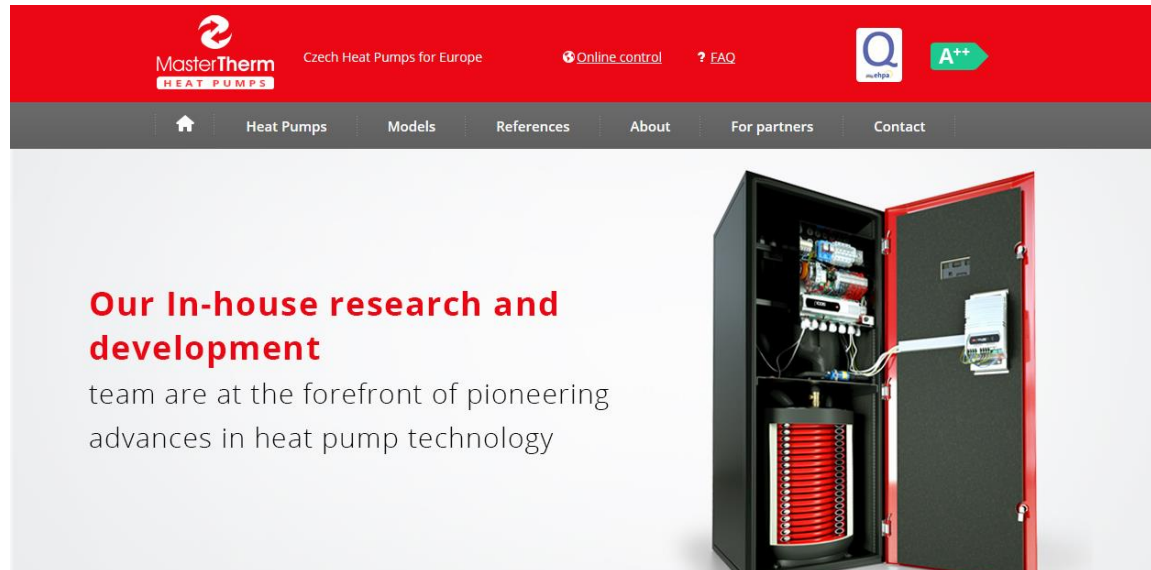 MasterTherm
HEAT PUMPS
Czech Heat Pumps for Europe
Online control
? FAQ
Q
ehpa
A++
Heat Pumps
Models
References
About
For partners
Contact
Our In-house research and
development
team are at the forefront of pioneering
advances in heat pump technology